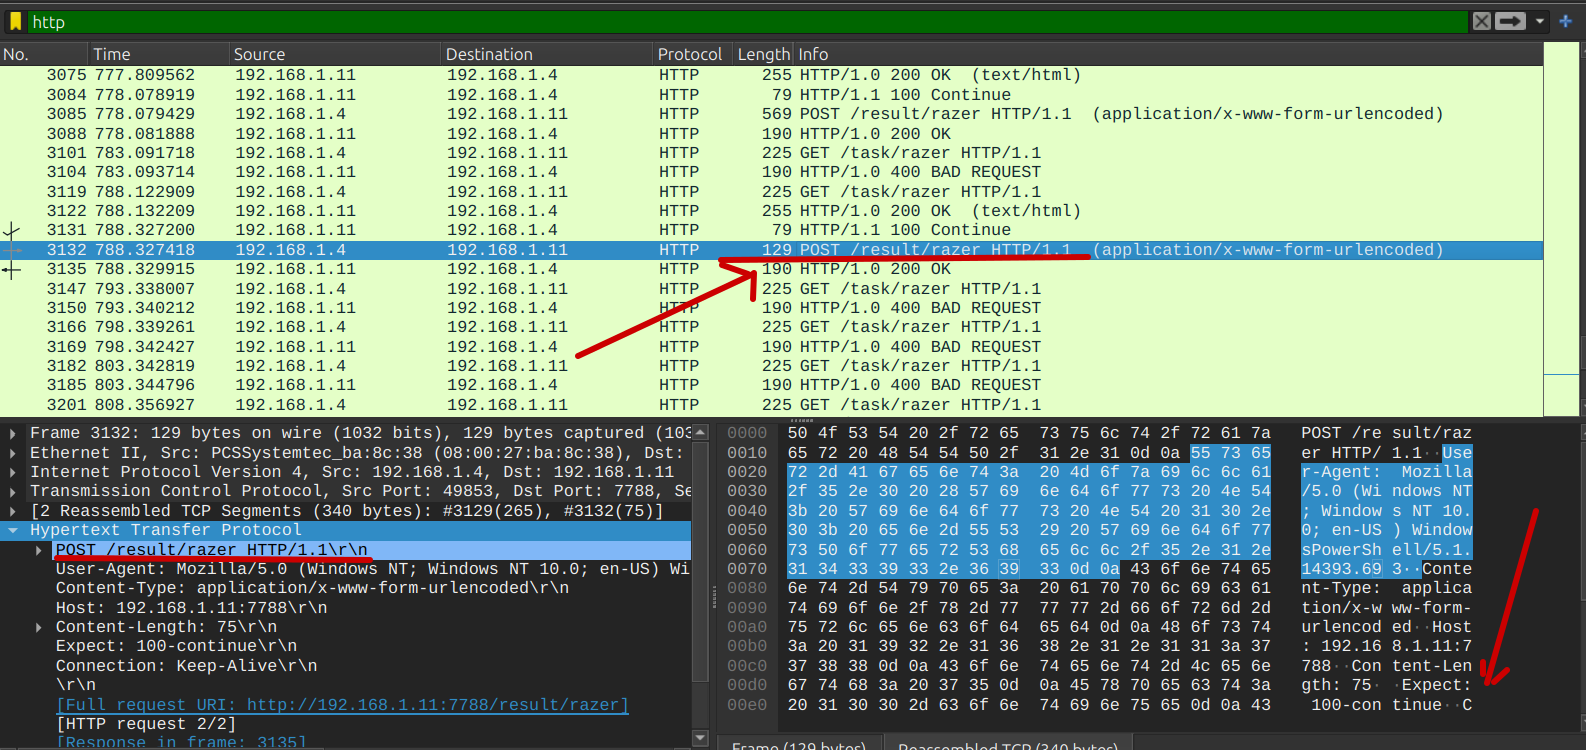 http
No. Time Source Destination Protocol Length Info
3075 777.809562 192.168.1.11 192.168.1.4 HTTP 255 HTTP/1.0 200 OK (text/html)
3084 778.078919 192.168.1.11 192.168.1.4 HTTP 79 HTTP/1.1 100 Continue
3085 778.079429 192.168.1.4 192.168.1.11 HTTP 569 POST /result/razer HTTP/1.1 (application/x-www-form-urlencoded)
3088 778.081888 192.168.1.11 192.168.1.4 HTTP 190 HTTP/1.0 200 OK
3101 783.091718 192.168.1.4 192.168.1.11 HTTP 225 GET /task/razer HTTP/1.1
3104 783.093714 192.168.1.11 192.168.1.4 HTTP 190 HTTP/1.0 400 BAD REQUEST
3119 788.122909 192.168.1.4 192.168.1.11 HTTP 225 GET /task/razer HTTP/1.1
3122 788.132209 192.168.1.11 192.168.1.4 HTTP 255 HTTP/1.0 200 OK (text/html)
3131 788.327200 192.168.1.11 192.168.1.4 HTTP 79 HTTP/1.1 100 Continue
3132 788.327418 192.168.1.4 192.168.1.11 HTTP 129 POST /result/razer HTTP/1.1 (application/x-www-form-urlencoded)
3135 788.329915 192.168.1.11 192.168.1.4 HTTP 190 HTTP/1.0 200 OK
3147 793.338007 192.168.1.4 192.168.1.11 HTTP 225 GET /task/razer HTTP/1.1
3150 793.340212 192.168.1.11 192.168.1.4 HTTP 190 HTTP/1.0 400 BAD REQUEST
3166 798.339261 192.168.1.4 192.168.1.11 HTTP 225 GET /task/razer HTTP/1.1
3169 798.342427 192.168.1.11 192.168.1.4 HTTP 190 HTTP/1.0 400 BAD REQUEST
3182 803.342819 192.168.1.4 192.168.1.11 HTTP 225 GET /task/razer HTTP/1.1
3185 803.344796 192.168.1.11 192.168.1.4 HTTP 190 HTTP/1.0 400 BAD REQUEST
3201 808.356927 192.168.1.4 192.168.1.11 HTTP 225 GET /task/razer HTTP/1.1
Frame 3132: 129 bytes on wire (1032 bits), 129 bytes captured (103
Ethernet II, Src: PCSSystemtec_ba:8c:38 (08:00:27:ba:8c:38), Dst:
Internet Protocol Version 4, Src: 192.168.1.4, Dst: 192.168.1.11
Transmission Control Protocol, Src Port: 49853, Dst Port: 7788, Se
[2 Reassembled TCP Segments (340 bytes): #3129(265), #3132(75)]
Hypertext Transfer Protocol
POST /result/razer HTTP/1.1\r\n
User-Agent: Mozilla/5.0 (Windows NT; Windows NT 10.0; en-US) Wi
Content-Type: application/x-www-form-urlencoded\r\n
Host: 192.168.1.11:7788\r\n
Content-Length: 75\r\n
Expect: 100-continue\r\n
Connection: Keep-Alive\r\n
\r\n
[Full request URI: http://192.168.1.11:7788/result/razer]
[HTTP request 2/2]
[Response in frame: 3135]
0000 50 4f 53 54 20 2f 72 65 73 75 6c 74 2f 72 61 7a POST /re sult/raz
0010 65 72 20 48 54 54 50 2f 31 2e 31 0d 0a 55 73 65 er HTTP/ 1.1··Use
0020 72 2d 41 67 65 6e 74 3a 20 4d 6f 7a 69 6c 6c 61 r-Agent: Mozilla
0030 2f 35 2e 30 20 28 57 69 6e 64 6f 77 73 20 4e 54 /5.0 (Wi ndows NT
0040 3b 20 57 69 6e 64 6f 77 73 20 4e 54 20 31 30 2e ; Window s NT 10.
0050 30 3b 20 65 6e 2d 55 53 29 20 57 69 6e 64 6f 77 0; en-US ) Window
0060 73 50 6f 77 65 72 53 68 65 6c 6c 2f 35 2e 31 2e sPowerSh ell/5.1.
0070 31 34 33 39 33 2e 36 39 33 0d 0a 43 6f 6e 74 65 14393.69 3··Conte
0080 6e 74 2d 54 79 70 65 3a 20 61 70 70 6c 69 63 61 nt-Type: applica
0090 74 69 6f 6e 2f 78 2d 77 77 77 2d 66 6f 72 6d 2d tion/x-w ww-form-
00a0 75 72 6c 65 6e 63 6f 64 65 64 0d 0a 48 6f 73 74 urlencod ed··Host
00b0 3a 20 31 39 32 2e 31 36 38 2e 31 2e 31 31 3a 37 : 192.16 8.1.11:7
00c0 37 38 38 0d 0a 43 6f 6e 74 65 6e 74 2d 4c 65 6e 788··Con tent-Len
00d0 67 74 68 3a 20 37 35 0d 0a 45 78 70 65 63 74 3a gth: 75· ·Expect:
00e0 20 31 30 30 2d 63 6f 6e 74 69 6e 75 65 0d 0a 43 100-con tinue··C
Frame (129 bytes) Reassembled TCP (340 bytes)